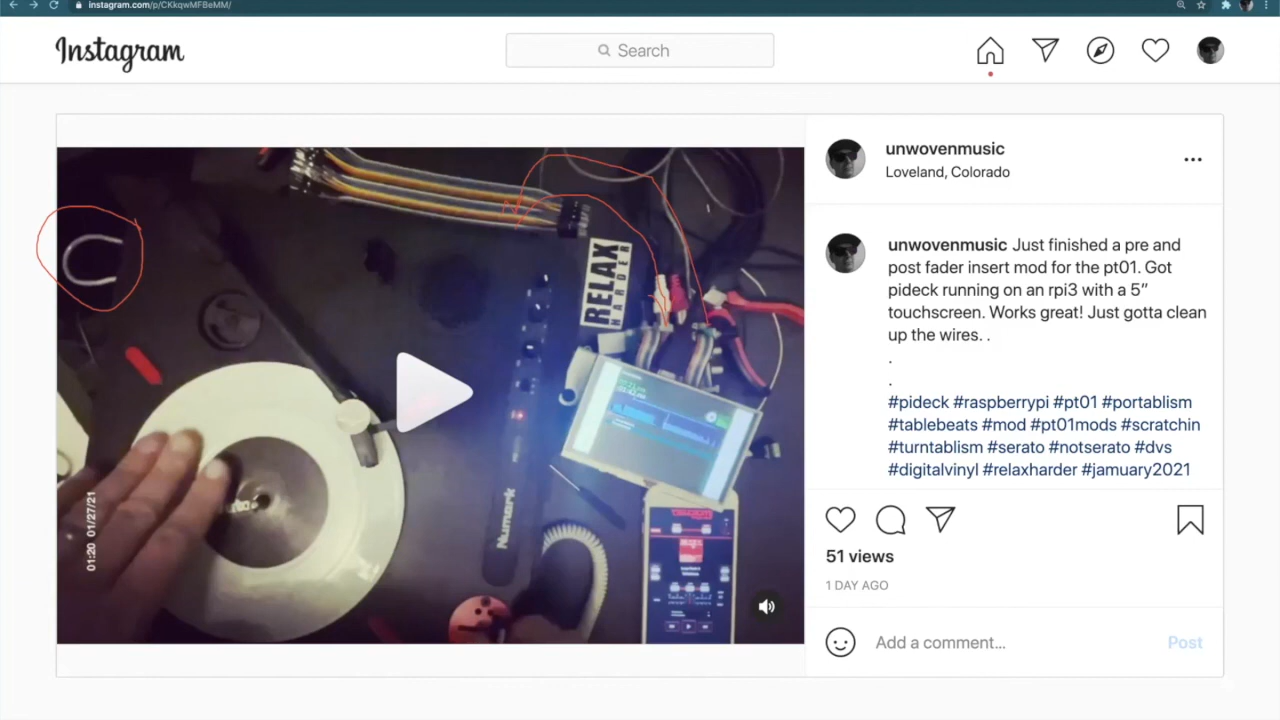 instagram.com/p/CKkqwMFBeMM/
Instagram
Search
unwovenmusic
Loveland, Colorado
unwovenmusic Just finished a pre and
post fader insert mod for the pt01. Got
pideck running on an rpi3 with a 5”
touchscreen. Works great! Just gotta clean
up the wires. .
.
.
#pideck #raspberrypi #pt01 #portablism
#tablebeats #mod #pt01mods #scratchin
#turntablism #serato #notserato #dvs
#digitalvinyl #relaxharder #jamuary2021
51 views
1 DAY AGO
Add a comment...
Post
RELAX
HARDER
Numark
01:20 01/27/21